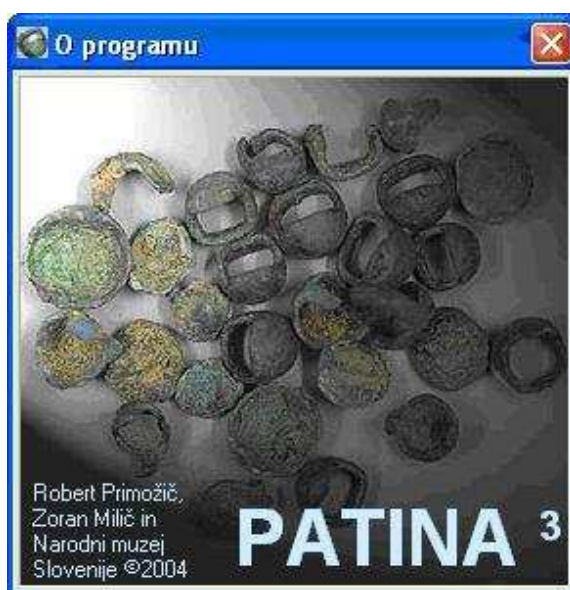 O programu
Robert Primožič,
Zoran Milič in
Narodni muzej
Slovenije ©2004
PATINA 3